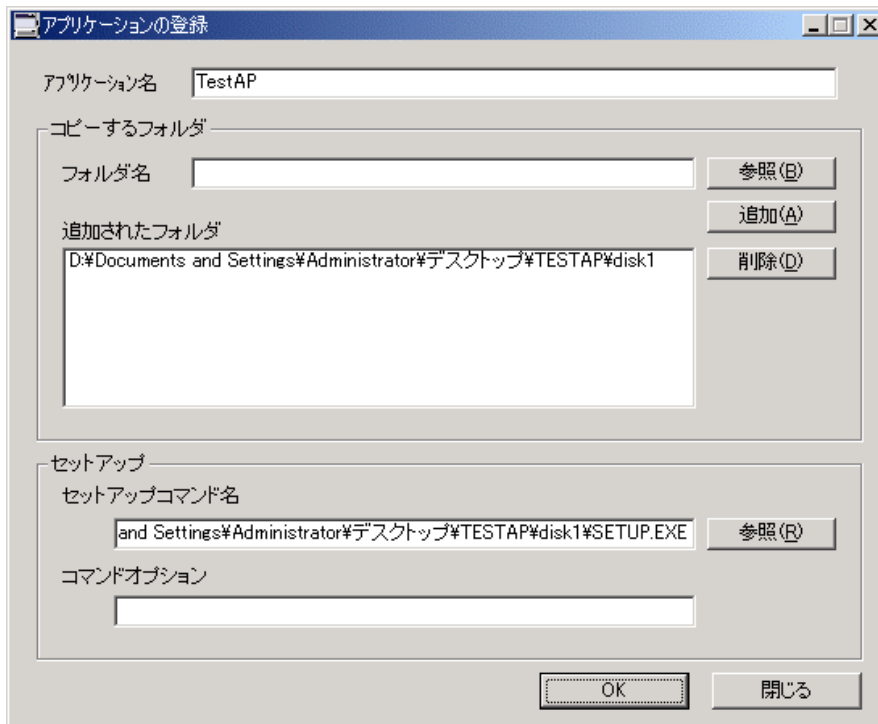 アプリケーションの登録
アプリケーション名 TestAP
コピーするフォルダ
フォルダ名 参照(B)
追加(A)
追加されたフォルダ
D:¥Documents and Settings¥Administrator¥デスクトップ¥TESTAP¥disk1 削除(D)
セットアップ
セットアップコマンド名
and Settings¥Administrator¥デスクトップ¥TESTAP¥disk1¥SETUP.EXE 参照(R)
コマンドオプション
OK 閉じる